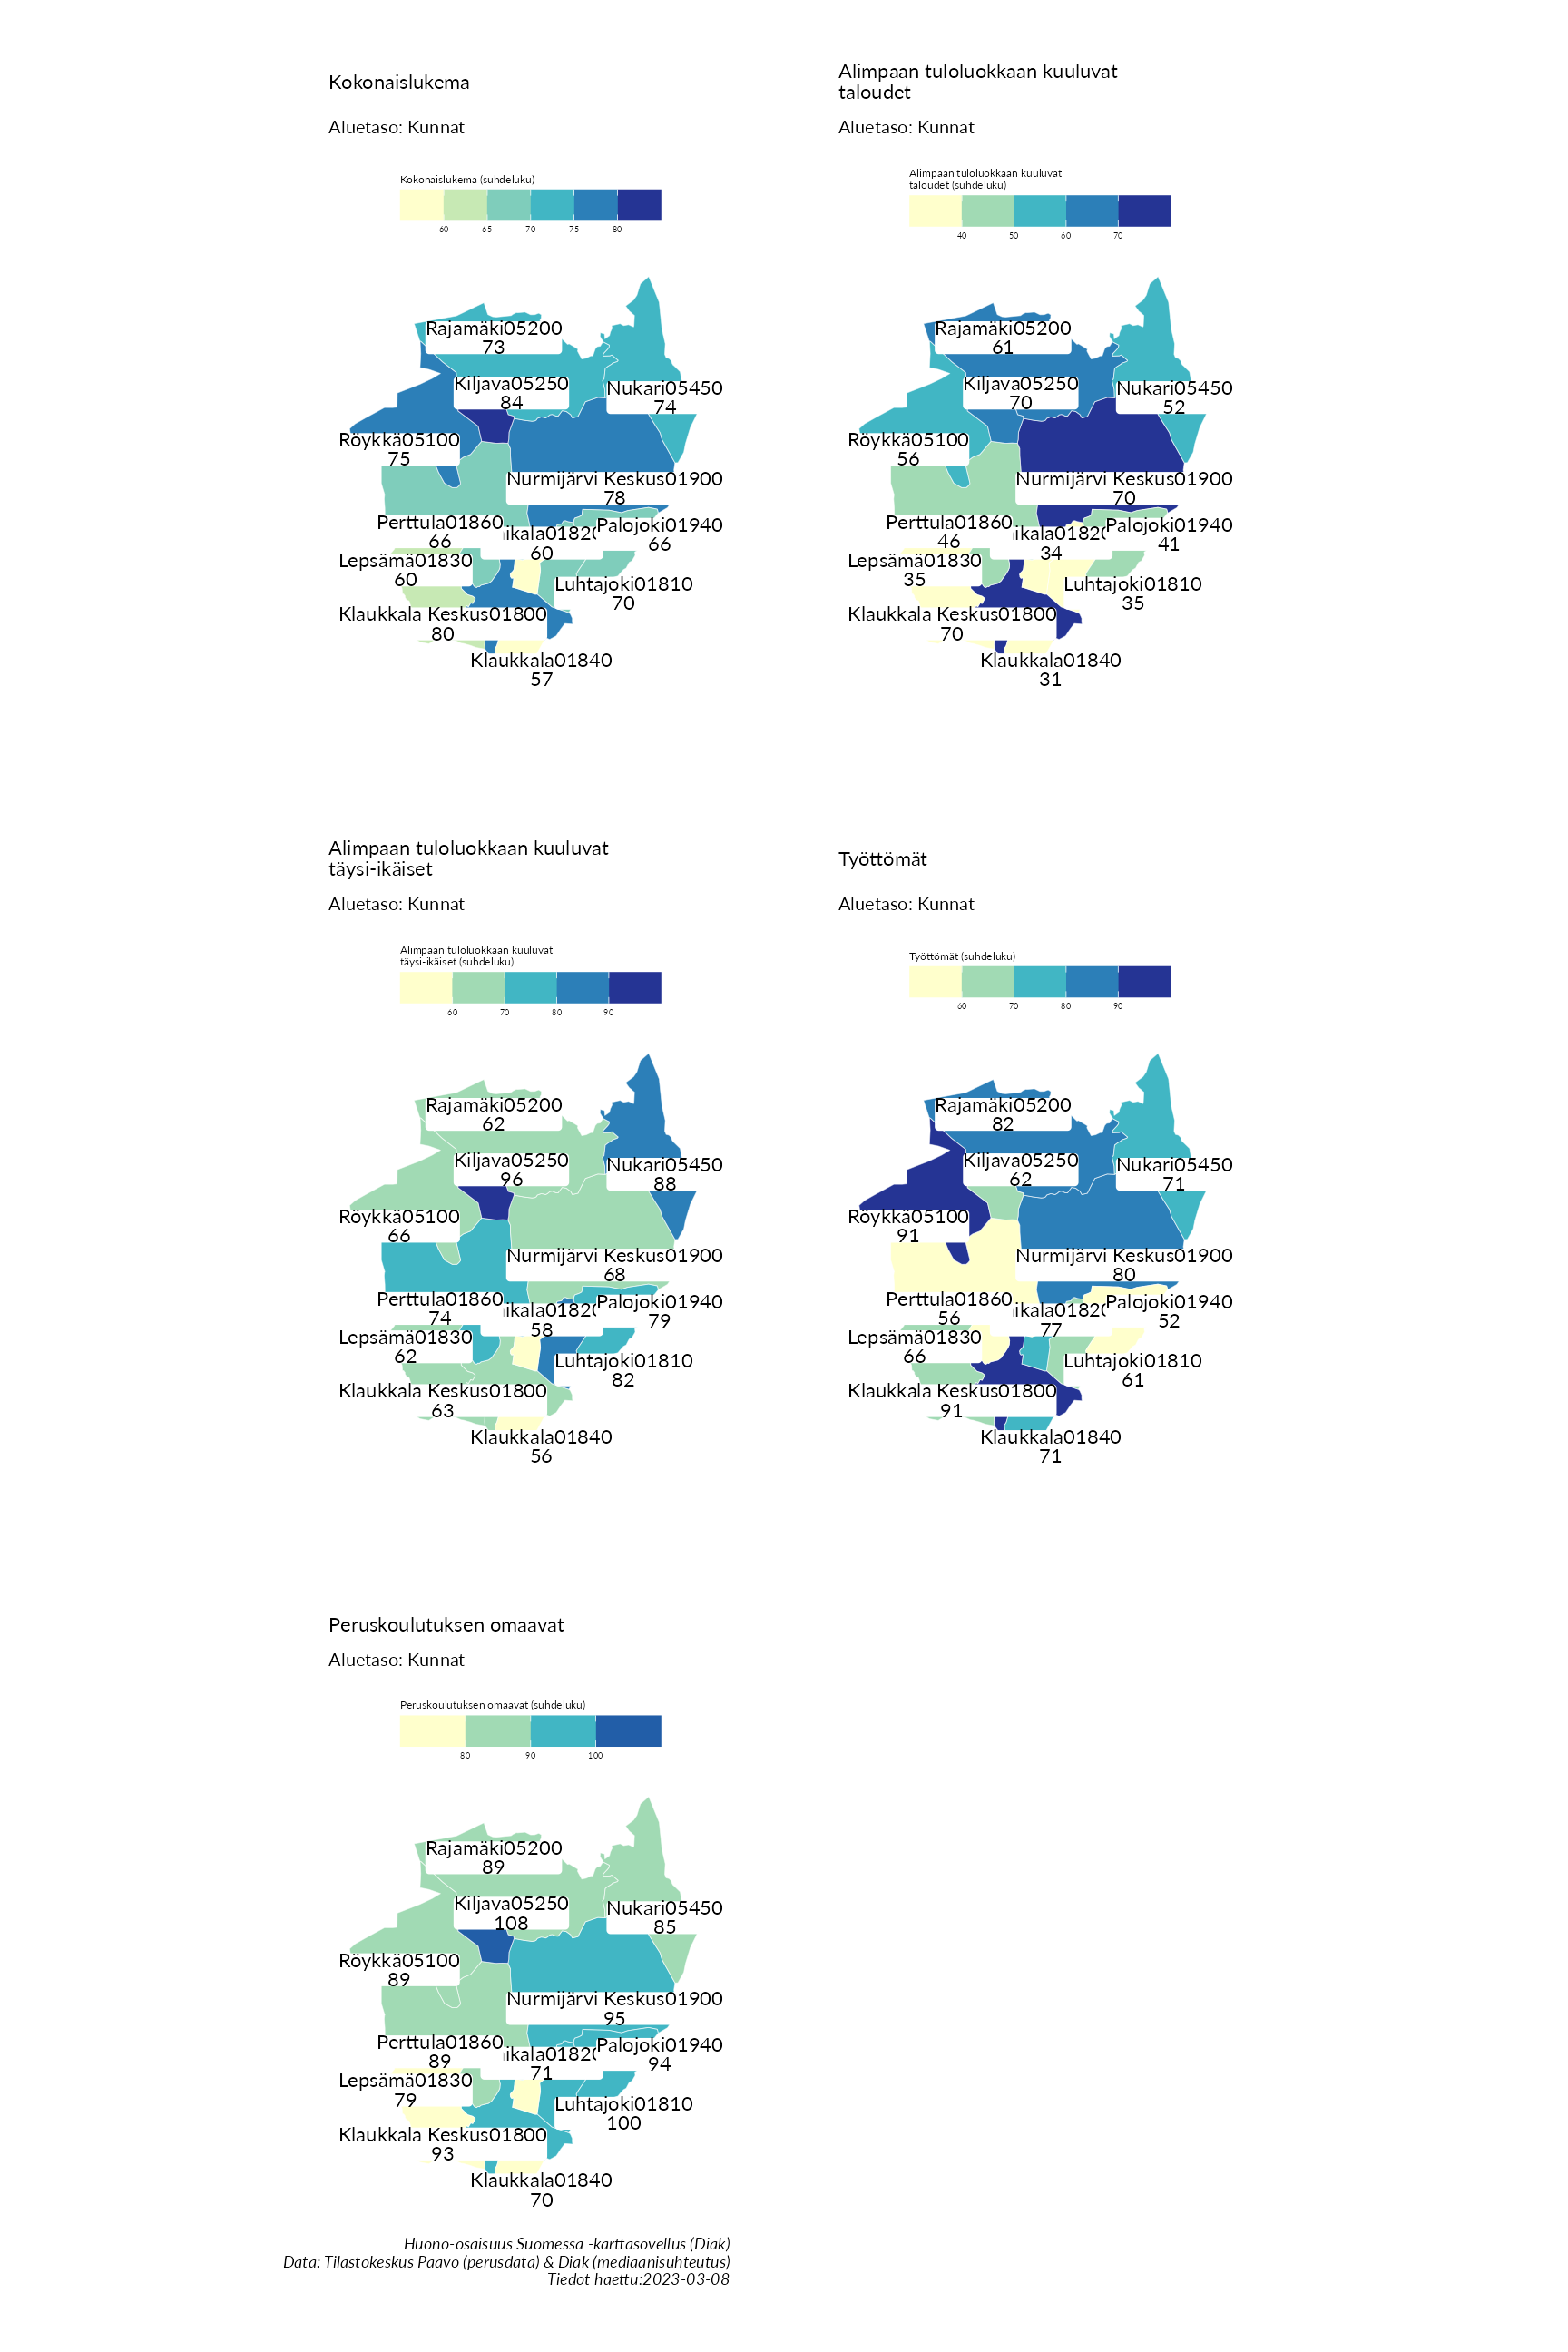 Kokonaislukema
Aluetaso: Kunnat
Kokonaislukema (suhdeluku)
60 65 70 75 80
Rajamäki05200
73
Kiljava05250
84
Nukari05450
74
Röykkä05100
75
Nurmijärvi Keskus01900
78
Perttula01860
66
ikala0182
60
Palojoki01940
66
Lepsämä01830
60
Luhtajoki01810
70
Klaukkala Keskus01800
80
Klaukkala01840
57
Alimpaan tuloluokkaan kuuluvat
taloudet
Aluetaso: Kunnat
Alimpaan tuloluokkaan kuuluvat
taloudet (suhdeluku)
40 50 60 70
Rajamäki05200
61
Kiljava05250
70
Nukari05450
52
Röykkä05100
56
Nurmijärvi Keskus01900
70
Perttula01860
46
ikala0182
34
Palojoki01940
41
Lepsämä01830
35
Luhtajoki01810
35
Klaukkala Keskus01800
70
Klaukkala01840
31
Alimpaan tuloluokkaan kuuluvat
täysi-ikäiset
Aluetaso: Kunnat
Alimpaan tuloluokkaan kuuluvat
täysi-ikäiset (suhdeluku)
60 70 80 90
Rajamäki05200
62
Kiljava05250
96
Nukari05450
88
Röykkä05100
66
Nurmijärvi Keskus01900
68
Perttula01860
74
ikala0182
58
Palojoki01940
79
Lepsämä01830
62
Luhtajoki01810
82
Klaukkala Keskus01800
63
Klaukkala01840
56
Työttömät
Aluetaso: Kunnat
Työttömät (suhdeluku)
60 70 80 90
Rajamäki05200
82
Kiljava05250
62
Nukari05450
71
Röykkä05100
91
Nurmijärvi Keskus01900
80
Perttula01860
56
ikala0182
77
Palojoki01940
52
Lepsämä01830
66
Luhtajoki01810
61
Klaukkala Keskus01800
91
Klaukkala01840
71
Peruskoulutuksen omaavat
Aluetaso: Kunnat
Peruskoulutuksen omaavat (suhdeluku)
80 90 100
Rajamäki05200
89
Kiljava05250
108
Nukari05450
85
Röykkä05100
89
Nurmijärvi Keskus01900
95
Perttula01860
89
ikala0182
71
Palojoki01940
94
Lepsämä01830
79
Luhtajoki01810
100
Klaukkala Keskus01800
93
Klaukkala01840
70
Huono-osaisuus Suomessa -karttasovellus (Diak)
Data: Tilastokeskus Paavo (perusdata) & Diak (mediaanisuhteutus)
Tiedot haettu:2023-03-08